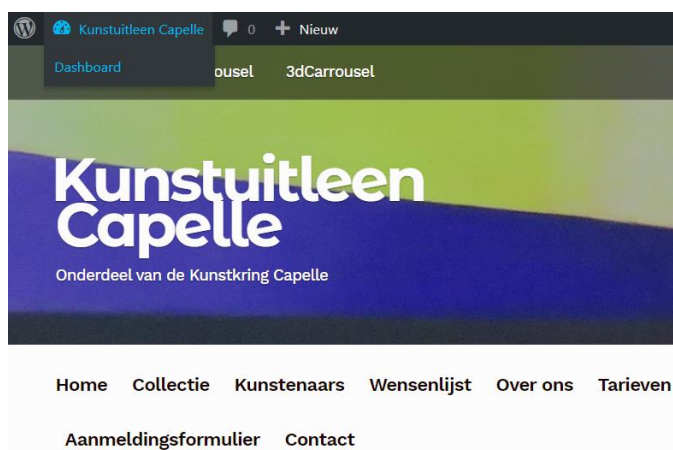 Kunstuitleen Capelle 0 Nieuw
Dashboard ousel 3dCarrousel
Kunstuitleen
Capelle
Onderdeel van de Kunstkring Capelle
Home Collectie Kunstenaars Wensenlijst Over ons Tarieven
Aanmeldingsformulier Contact